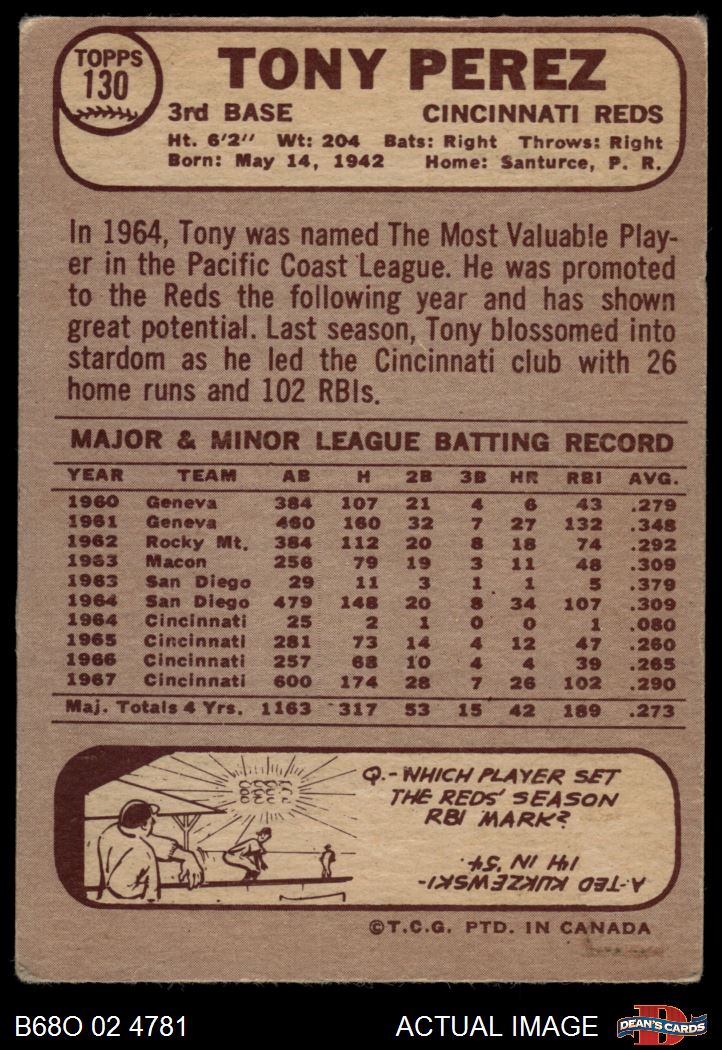 TOPPS
130
TONY PEREZ
3rd BASE CINCINNATI REDS
Ht. 6'2" Wt: 204 Bats: Right Throws: Right
Born: May 14, 1942 Home: Santurce, P. R.
In 1964, Tony was named The Most Valuable Play-
er in the Pacific Coast League. He was promoted
to the Reds the following year and has shown
great potential. Last season, Tony blossomed into
stardom as he led the Cincinnati club with 26
home runs and 102 RBIs.
MAJOR & MINOR LEAGUE BATTING RECORD
YEAR TEAM AB H 2B 3B HR RBI AVG.
1960 Geneva 384 107 21 4 6 43 .279
1961 Geneva 460 160 32 7 27 132 .348
1962 Rocky Mt. 384 112 20 8 18 74 .292
1963 Macon 256 79 19 3 11 48 .309
1963 San Diego 29 11 3 1 1 5 .379
1964 San Diego 479 148 20 8 34 107 .309
1964 Cincinnati 25 2 1 0 0 1 .080
1965 Cincinnati 281 73 14 4 12 47 .260
1966 Cincinnati 257 68 10 4 4 39 .265
1967 Cincinnati 600 174 28 7 26 102 .290
Maj. Totals 4 Yrs. 1163 317 53 15 42 189 .273
Q.- WHICH PLAYER SET
THE REDS' SEASON
RBI MARK?
A-TED KUKZEWSKI-
141 IN '54.
©T.C.G. PTD. IN CANADA
B68O 02 4781 ACTUAL IMAGE
D
DEAN'S CARDS